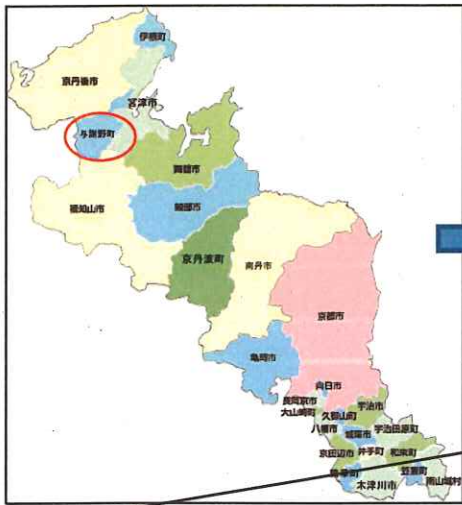 伊根町
京丹後市
宮津市
与謝野町
舞鶴市
福知山市
綾部市
京丹波町
南丹市
京都市
亀岡市
向日市
長岡京市
大山崎町
久御山町
宇治市
八幡市
城陽市
宇治田原町
京田辺市
井手町
和束町
精華町
笠置町
南山城村
木津川市